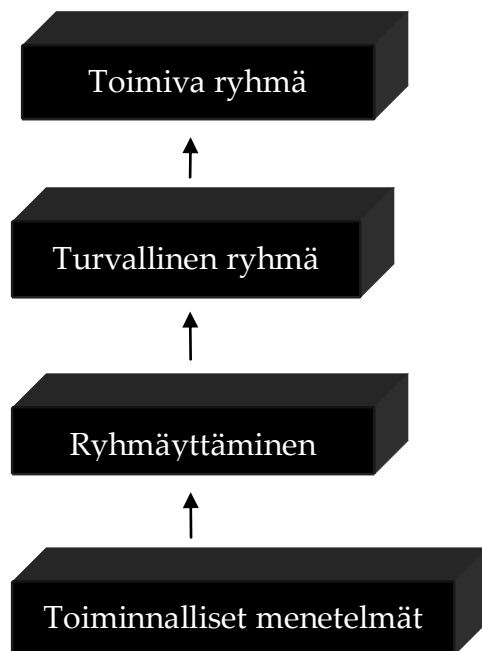 Toimiva ryhmä
Turvallinen ryhmä
Ryhmäyttäminen
Toiminnalliset menetelmät